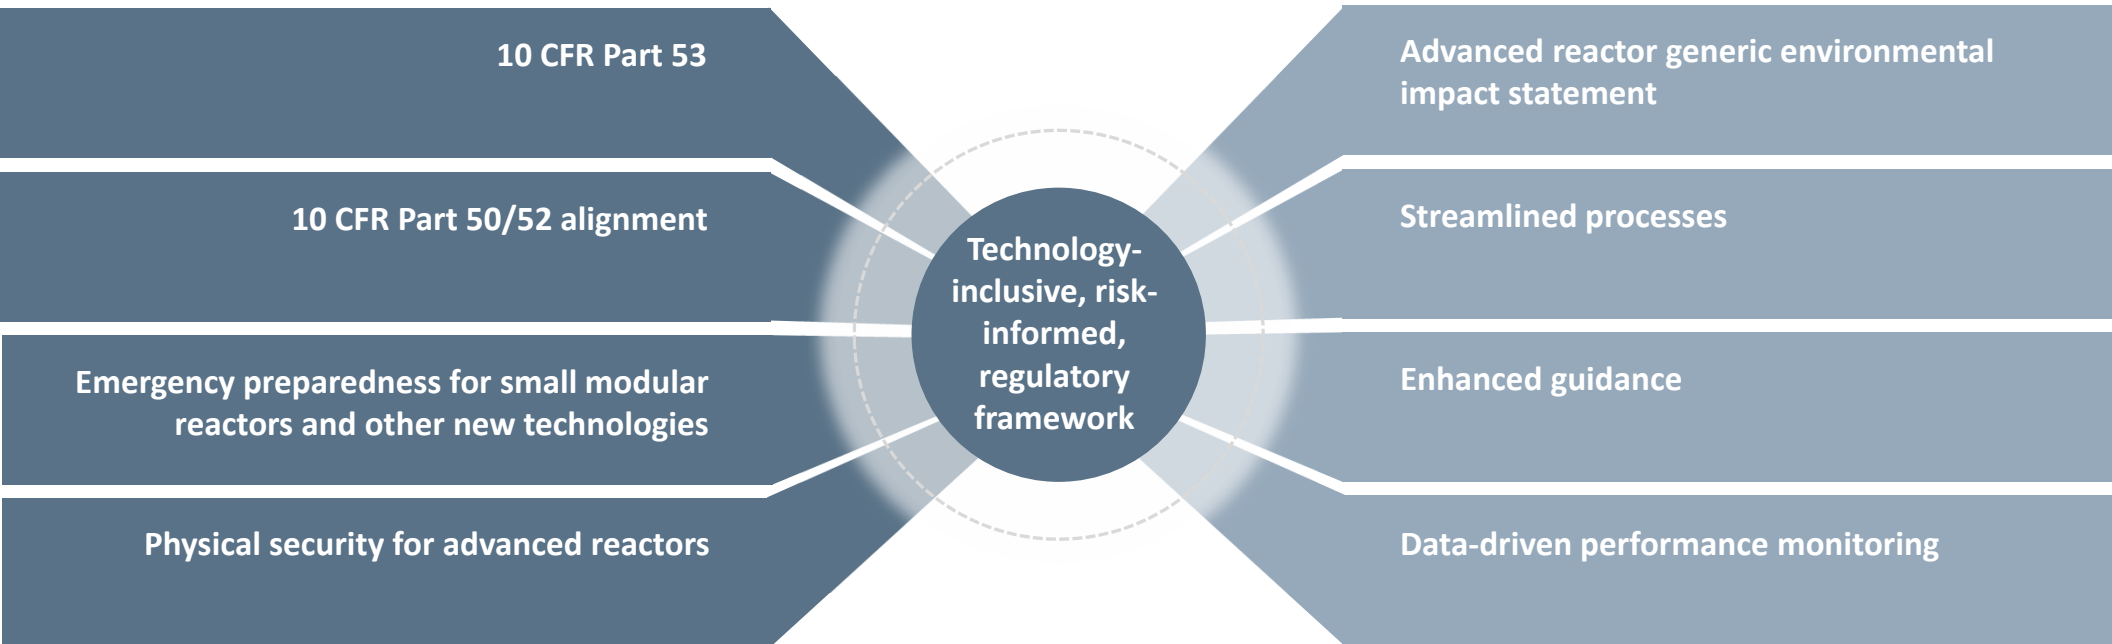 10 CFR Part 53
10 CFR Part 50/52 alignment
Emergency preparedness for small modular
reactors and other new technologies
Physical security for advanced reactors
Technology-
inclusive, risk-
informed,
regulatory
framework
Advanced reactor generic environmental
impact statement
Streamlined processes
Enhanced guidance
Data-driven performance monitoring